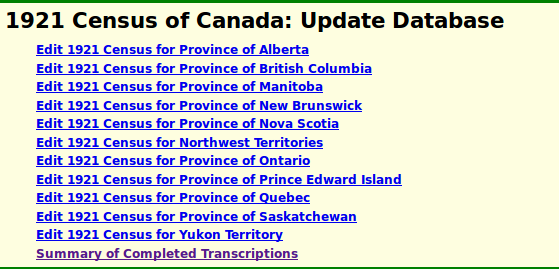 1921 Census of Canada: Update Database
Edit 1921 Census for Province of Alberta
Edit 1921 Census for Province of British Columbia
Edit 1921 Census for Province of Manitoba
Edit 1921 Census for Province of New Brunswick
Edit 1921 Census for Province of Nova Scotia
Edit 1921 Census for Northwest Territories
Edit 1921 Census for Province of Ontario
Edit 1921 Census for Province of Prince Edward Island
Edit 1921 Census for Province of Quebec
Edit 1921 Census for Province of Saskatchewan
Edit 1921 Census for Yukon Territory
Summary of Completed Transcriptions